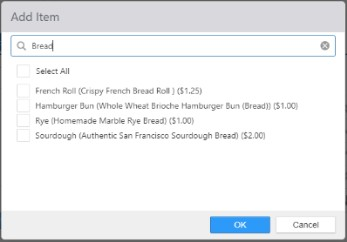 Add Item
Bread
Select All
French Roll (Crispy French Bread Roll ) ($1.25)
Hamburger Bun (Whole Wheat Brioche Hamburger Bun (Bread)) ($1.00)
Rye (Homemade Marble Rye Bread) ($1.00)
Sourdough (Authentic San Francisco Sourdough Bread) ($2.00)
OK Cancel